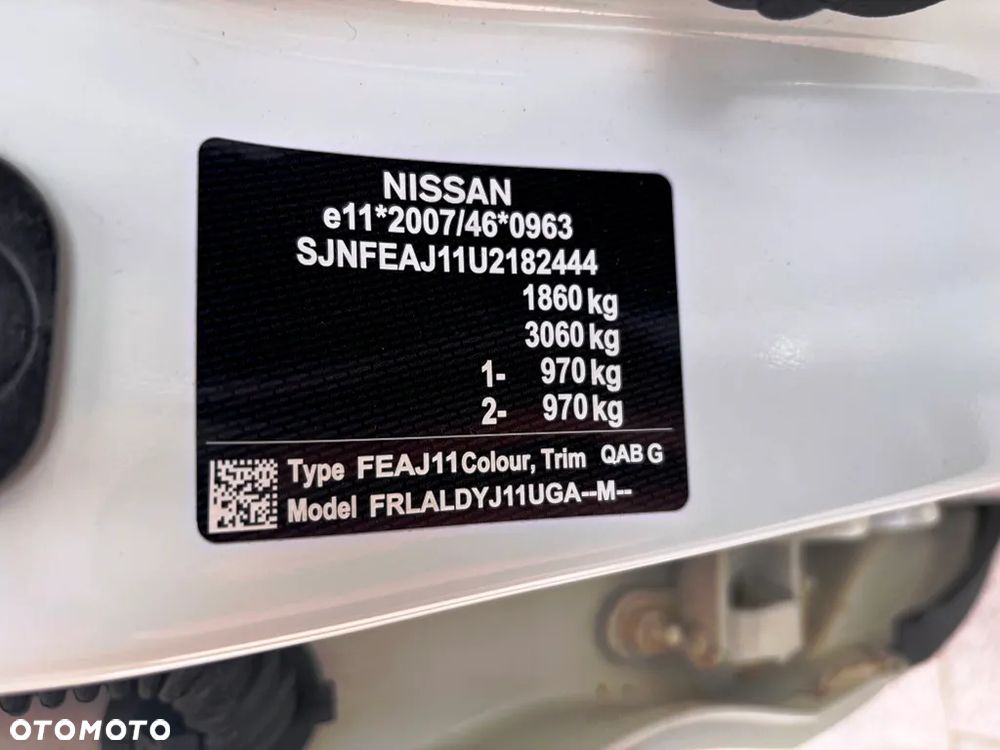 NISSAN
e11*2007/46*0963
SJNFEAJ11U2182444
1860 kg
3060 kg
1- 970 kg
2- 970 kg
Type FEAJ11 Colour, Trim QAB G
Model FRLALDYJ11UGA--M--
OTOMOTO